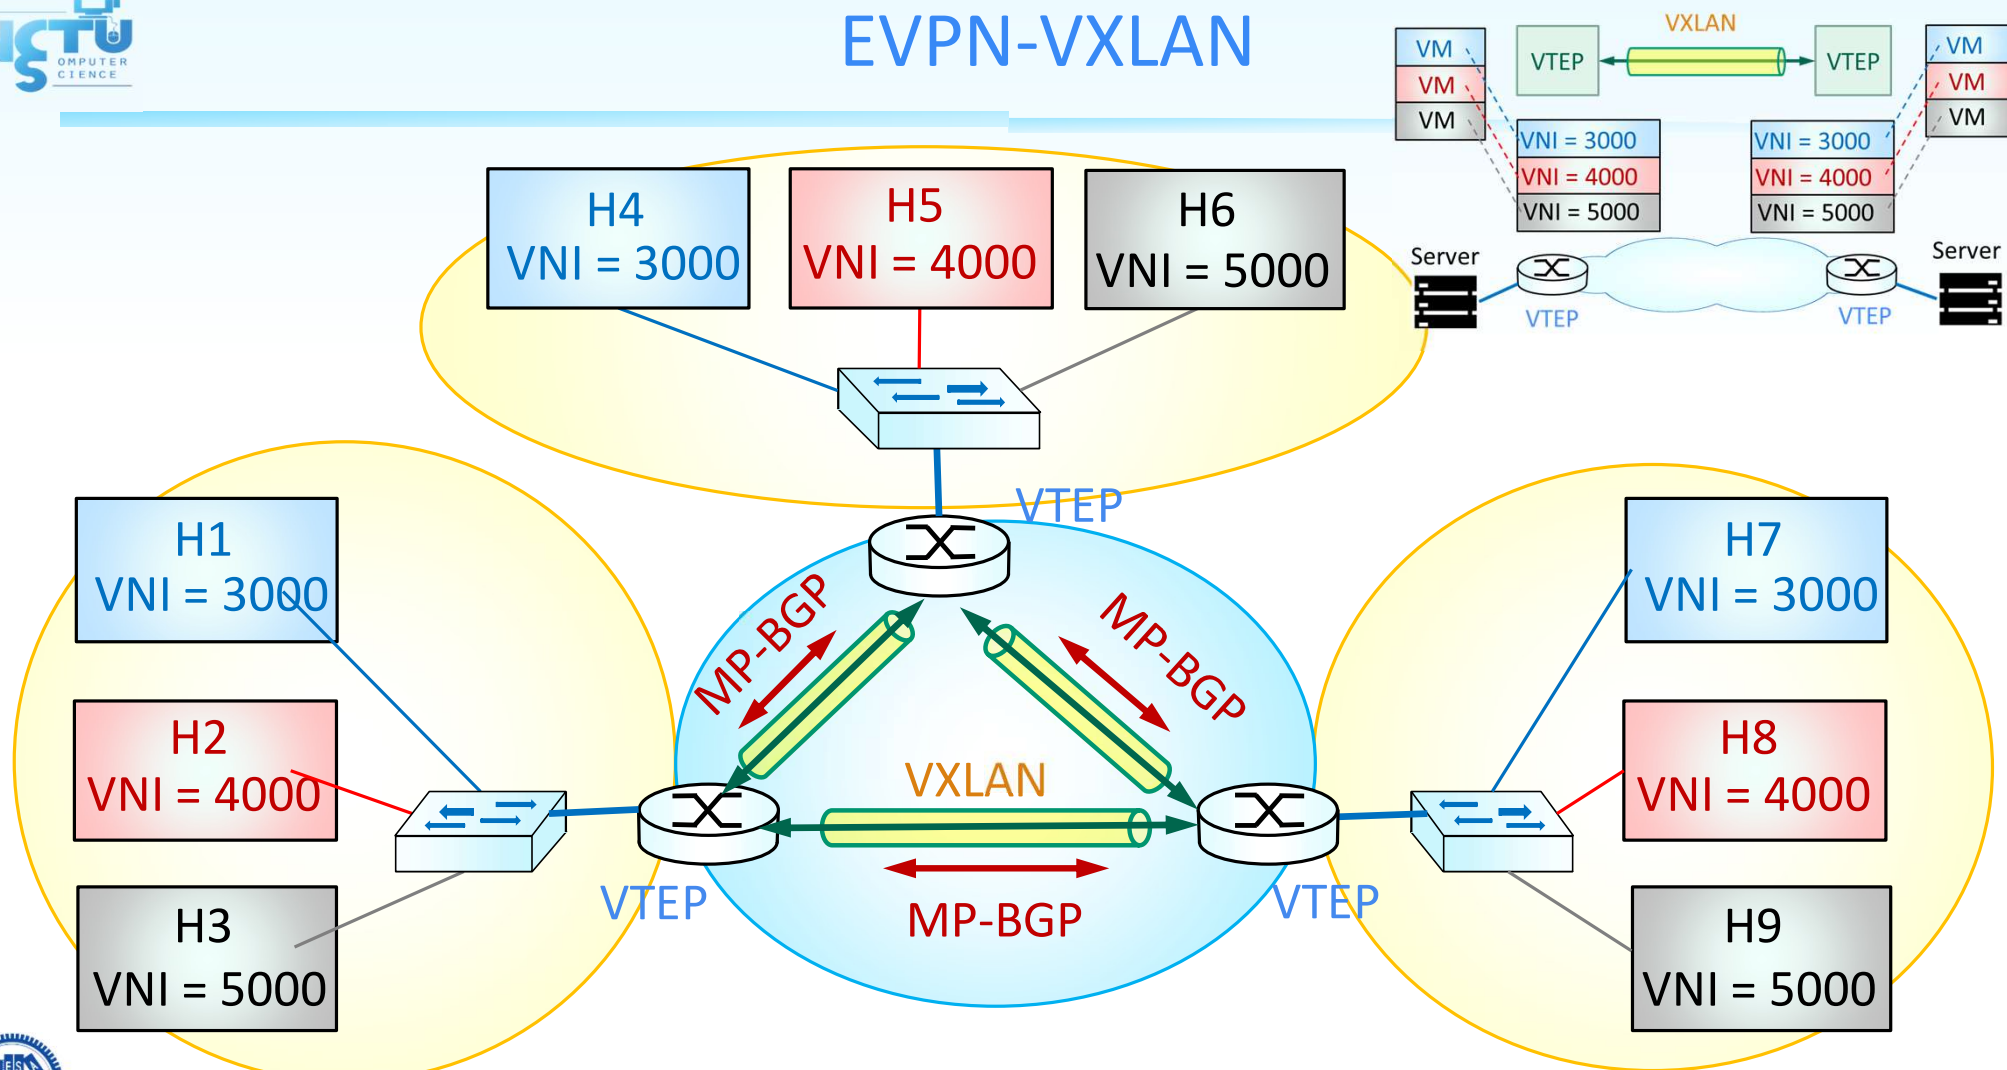 EVPN-VXLAN
CTU
OMPUTER
S CIENCE
VXLAN
VM
VM
VM
VTEP
VTEP
VM
VM
VM
VNI = 3000
VNI = 4000
VNI = 5000
VNI = 3000
VNI = 4000
VNI = 5000
Server
VTEP
VTEP
Server
H4
VNI = 3000
H5
VNI = 4000
H6
VNI = 5000
VTEP
H1
VNI = 3000
H2
VNI = 4000
H3
VNI = 5000
VTEP
MP-BGP
MP-BGP
VXLAN
MP-BGP
VTEP
H7
VNI = 3000
H8
VNI = 4000
H9
VNI = 5000